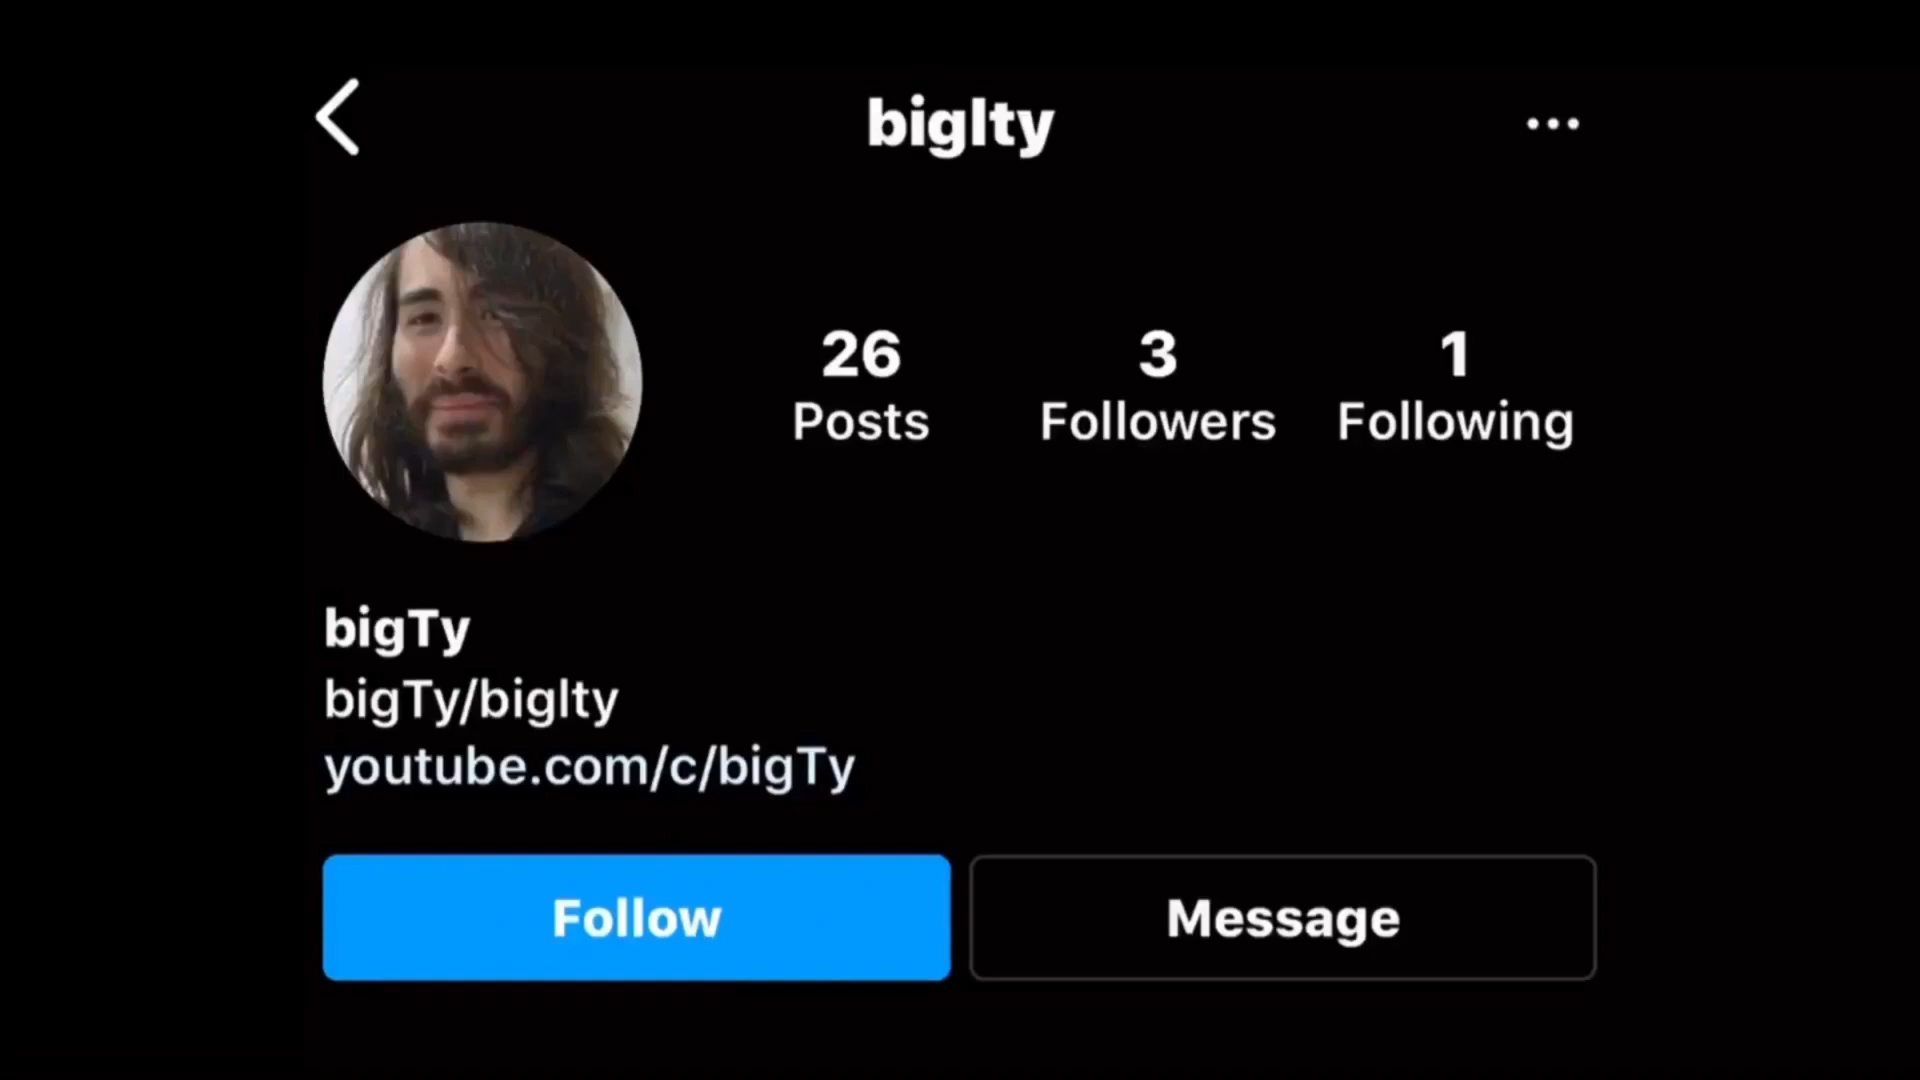 biglty
26 3 1
Posts Followers Following
bigTy
bigTy/biglty
youtube.com/c/bigTy
Follow Message